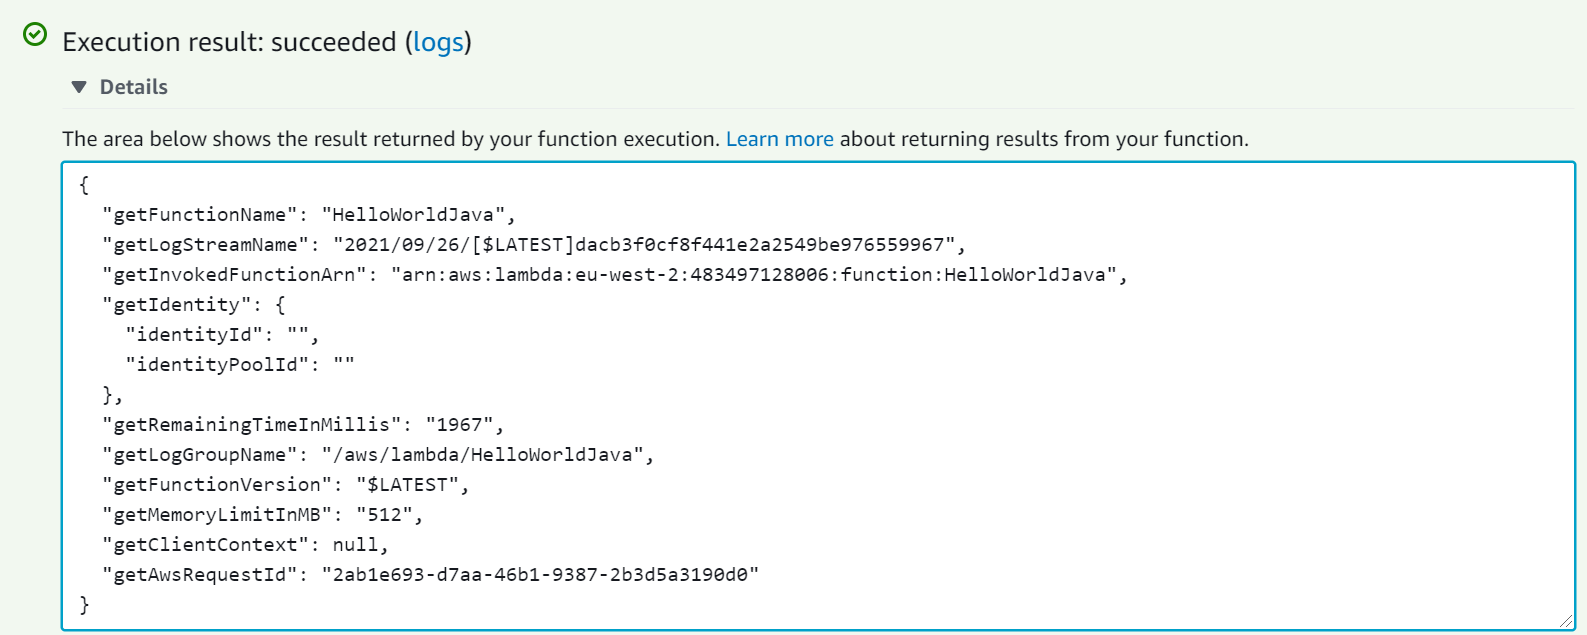 Execution result: succeeded (logs)
Details
The area below shows the result returned by your function execution. Learn more about returning results from your function.
{
  "getFunctionName": "HelloWorldJava",
  "getLogStreamName": "2021/09/26/[$LATEST]dacb3f0cf8f441e2a2549be976559967",
  "getInvokedFunctionArn": "arn:aws:lambda:eu-west-2:483497128006:function:HelloWorldJava",
  "getIdentity": {
    "identityId": "",
    "identityPoolId": ""
  },
  "getRemainingTimeInMillis": "1967",
  "getLogGroupName": "/aws/lambda/HelloWorldJava",
  "getFunctionVersion": "$LATEST",
  "getMemoryLimitInMB": "512",
  "getClientContext": null,
  "getAwsRequestId": "2ab1e693-d7aa-46b1-9387-2b3d5a3190d0"
}